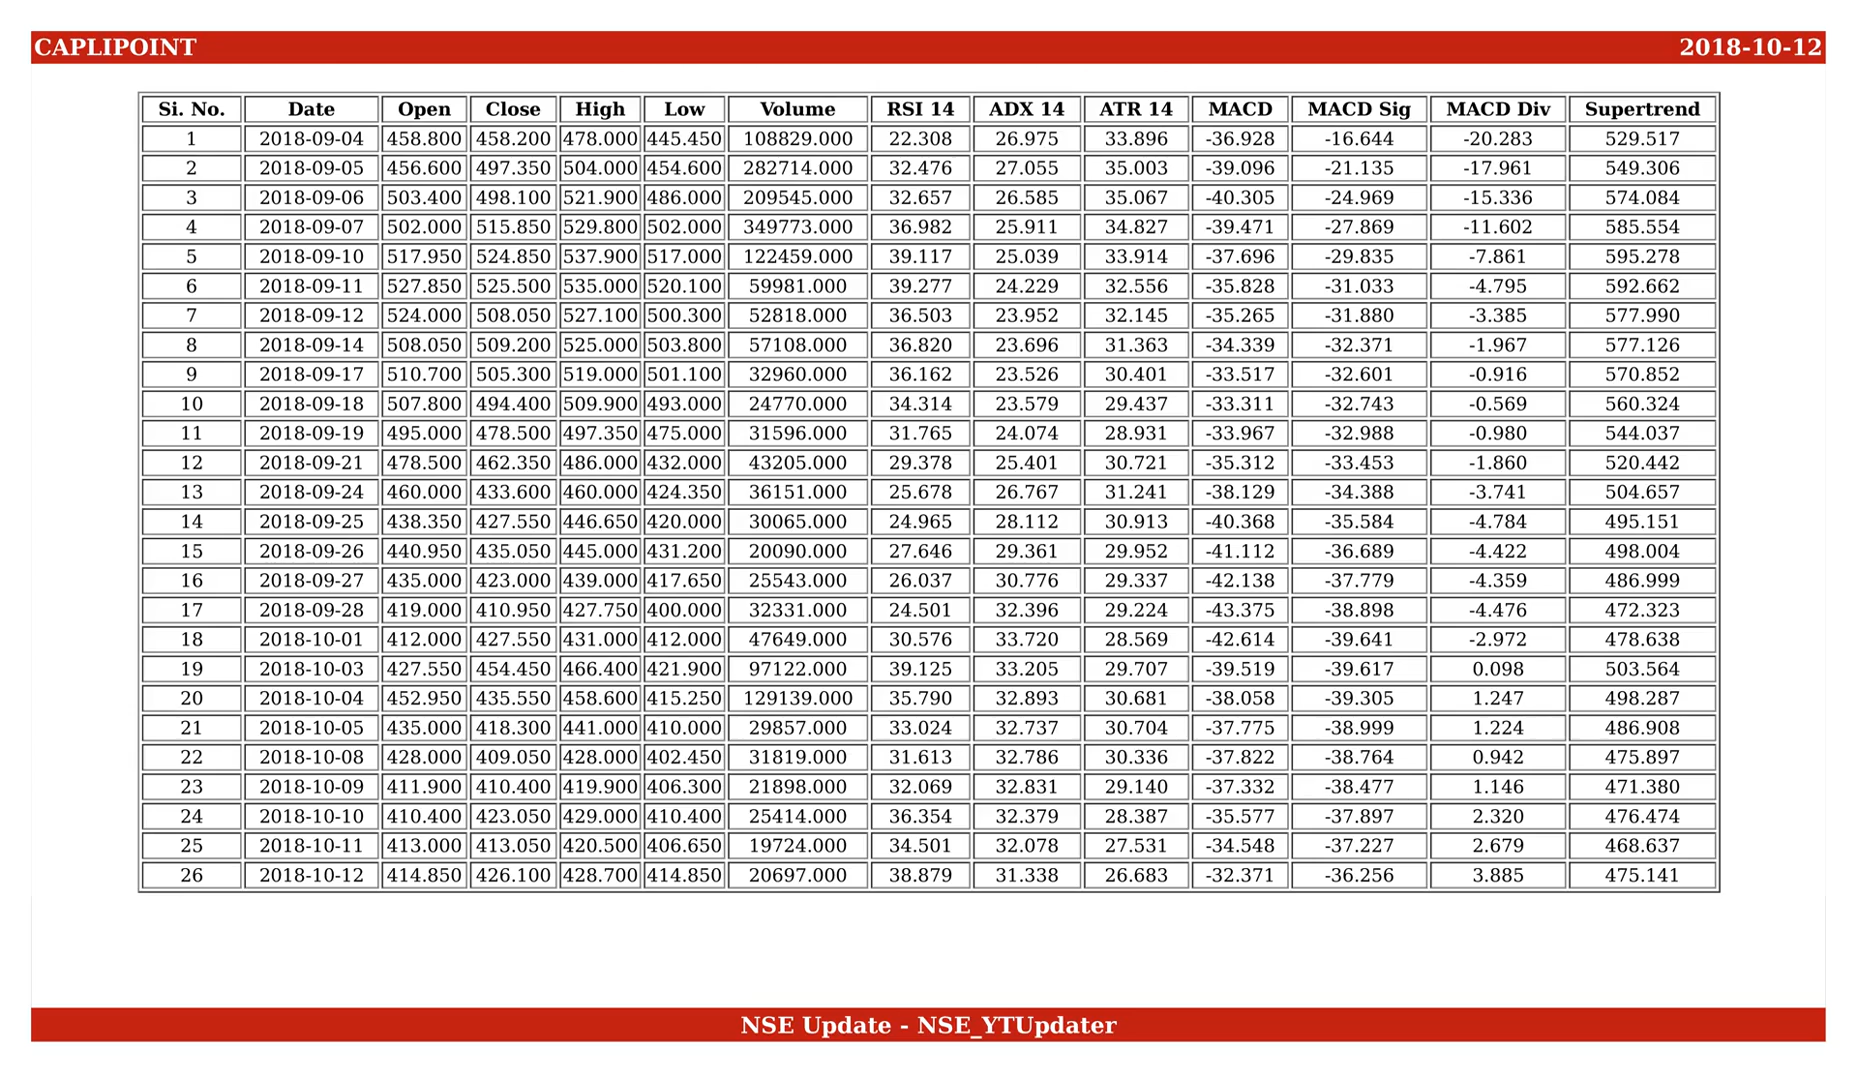 CAPLIPOINT 2018-10-12
Si. No. Date Open Close High Low Volume RSI 14 ADX 14 ATR 14 MACD MACD Sig MACD Div Supertrend
1 2018-09-04 458.800 458.200 478.000 445.450 108829.000 22.308 26.975 33.896 -36.928 -16.644 -20.283 529.517
2 2018-09-05 456.600 497.350 504.000 454.600 282714.000 32.476 27.055 35.003 -39.096 -21.135 -17.961 549.306
3 2018-09-06 503.400 498.100 521.900 486.000 209545.000 32.657 26.585 35.067 -40.305 -24.969 -15.336 574.084
4 2018-09-07 502.000 515.850 529.800 502.000 349773.000 36.982 25.911 34.827 -39.471 -27.869 -11.602 585.554
5 2018-09-10 517.950 524.850 537.900 517.000 122459.000 39.117 25.039 33.914 -37.696 -29.835 -7.861 595.278
6 2018-09-11 527.850 525.500 535.000 520.100 59981.000 39.277 24.229 32.556 -35.828 -31.033 -4.795 592.662
7 2018-09-12 524.000 508.050 527.100 500.300 52818.000 36.503 23.952 32.145 -35.265 -31.880 -3.385 577.990
8 2018-09-14 508.050 509.200 525.000 503.800 57108.000 36.820 23.696 31.363 -34.339 -32.371 -1.967 577.126
9 2018-09-17 510.700 505.300 519.000 501.100 32960.000 36.162 23.526 30.401 -33.517 -32.601 -0.916 570.852
10 2018-09-18 507.800 494.400 509.900 493.000 24770.000 34.314 23.579 29.437 -33.311 -32.743 -0.569 560.324
11 2018-09-19 495.000 478.500 497.350 475.000 31596.000 31.765 24.074 28.931 -33.967 -32.988 -0.980 544.037
12 2018-09-21 478.500 462.350 486.000 432.000 43205.000 29.378 25.401 30.721 -35.312 -33.453 -1.860 520.442
13 2018-09-24 460.000 433.600 460.000 424.350 36151.000 25.678 26.767 31.241 -38.129 -34.388 -3.741 504.657
14 2018-09-25 438.350 427.550 446.650 420.000 30065.000 24.965 28.112 30.913 -40.368 -35.584 -4.784 495.151
15 2018-09-26 440.950 435.050 445.000 431.200 20090.000 27.646 29.361 29.952 -41.112 -36.689 -4.422 498.004
16 2018-09-27 435.000 423.000 439.000 417.650 25543.000 26.037 30.776 29.337 -42.138 -37.779 -4.359 486.999
17 2018-09-28 419.000 410.950 427.750 400.000 32331.000 24.501 32.396 29.224 -43.375 -38.898 -4.476 472.323
18 2018-10-01 412.000 427.550 431.000 412.000 47649.000 30.576 33.720 28.569 -42.614 -39.641 -2.972 478.638
19 2018-10-03 427.550 454.450 466.400 421.900 97122.000 39.125 33.205 29.707 -39.519 -39.617 0.098 503.564
20 2018-10-04 452.950 435.550 458.600 415.250 129139.000 35.790 32.893 30.681 -38.058 -39.305 1.247 498.287
21 2018-10-05 435.000 418.300 441.000 410.000 29857.000 33.024 32.737 30.704 -37.775 -38.999 1.224 486.908
22 2018-10-08 428.000 409.050 428.000 402.450 31819.000 31.613 32.786 30.336 -37.822 -38.764 0.942 475.897
23 2018-10-09 411.900 410.400 419.900 406.300 21898.000 32.069 32.831 29.140 -37.332 -38.477 1.146 471.380
24 2018-10-10 410.400 423.050 429.000 410.400 25414.000 36.354 32.379 28.387 -35.577 -37.897 2.320 476.474
25 2018-10-11 413.000 413.050 420.500 406.650 19724.000 34.501 32.078 27.531 -34.548 -37.227 2.679 468.637
26 2018-10-12 414.850 426.100 428.700 414.850 20697.000 38.879 31.338 26.683 -32.371 -36.256 3.885 475.141
NSE Update - NSE_YTUpdater